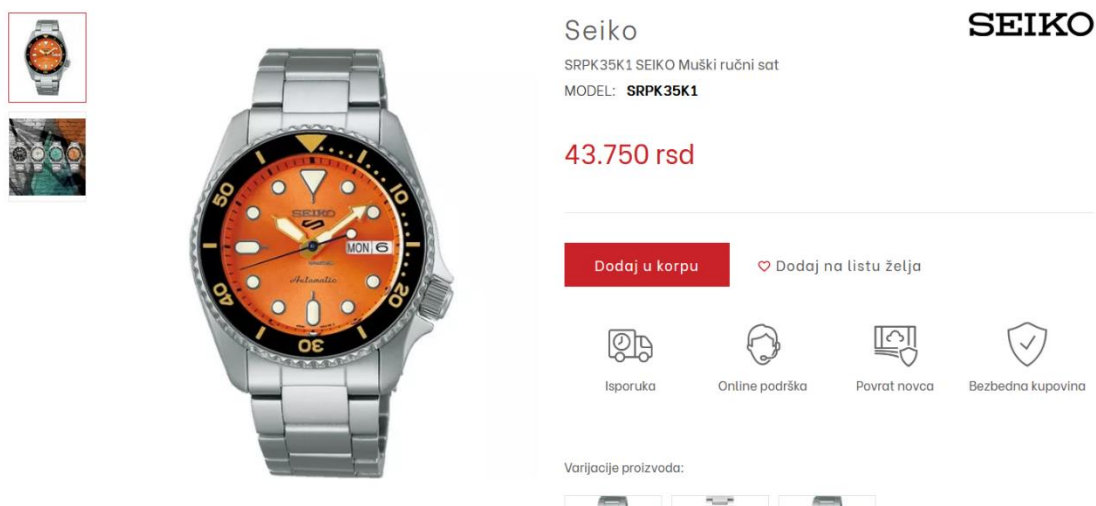 Seiko
SEIKO
SRPK35K1 SEIKO Muški ručni sat
MODEL: SRPK35K1
43.750 rsd
Dodaj u korpu
Dodaj na listu želja
Isporuka
Online podrška
Povrat novca
Bezbedna kupovina
Varijacije proizvoda:
SEIKO
5
MON 6
Automatic
10
20
30
40
50